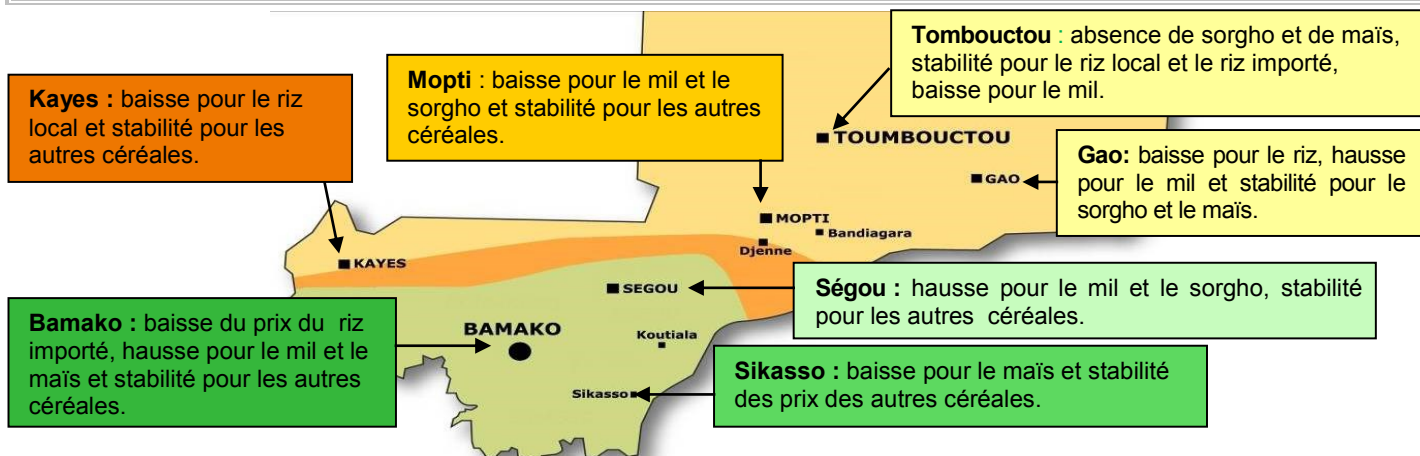 Tombouctou : absence de sorgho et de maïs,
stabilité pour le riz local et le riz importé,
baisse pour le mil.
Mopti : baisse pour le mil et le
sorgho et stabilité pour les autres
céréales.
Kayes : baisse pour le riz
local et stabilité pour les
autres céréales.
TOUMBOUCTOU
Gao: baisse pour le riz, hausse
pour le mil et stabilité pour le
sorgho et le maïs.
GAO
MOPTI
Bandiagara
Djenne
KAYES
SEGOU
Ségou : hausse pour le mil et le sorgho, stabilité
pour les autres céréales.
Bamako : baisse du prix du riz
importé, hausse pour le mil et le
maïs et stabilité pour les autres
céréales.
BAMAKO
Koutiala
Sikasso
Sikasso : baisse pour le maïs et stabilité
des prix des autres céréales.